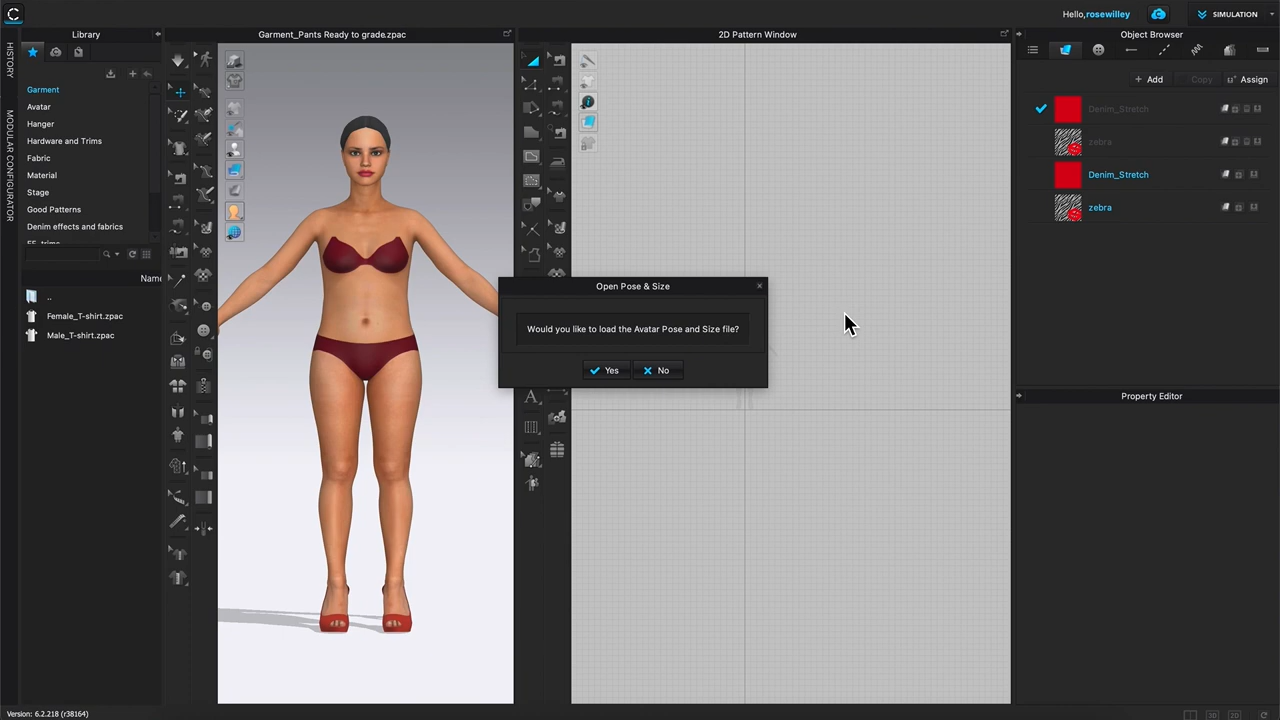 Hello,rosewilley
SIMULATION
HISTORY
MODULAR CONFIGURATOR
Library
Garment_Pants Ready to grade.zpac
2D Pattern Window
Object Browser
Garment
Avatar
Hanger
Hardware and Trims
Fabric
Material
Stage
Good Patterns
Denim effects and fabrics
FF_trims
Name
..
Female_T-shirt.zpac
Male_T-shirt.zpac
Open Pose & Size
Would you like to load the Avatar Pose and Size file?
Yes
No
+ Add
Copy
Assign
Denim_Stretch
zebra
Denim_Stretch
zebra
Property Editor
Version: 6.2.218 (r38164)
3D
2D